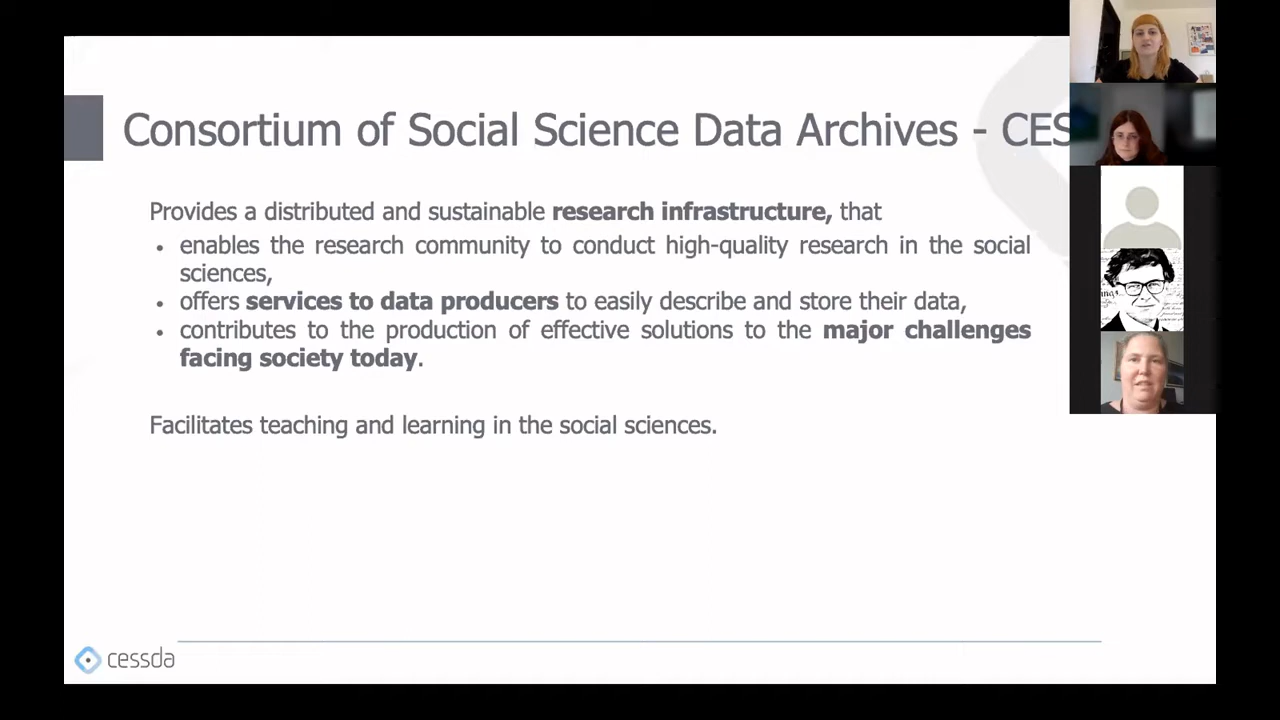 Consortium of Social Science Data Archives - CES
Provides a distributed and sustainable research infrastructure, that
• enables the research community to conduct high-quality research in the social
sciences,
• offers services to data producers to easily describe and store their data,
• contributes to the production of effective solutions to the major challenges
facing society today.
Facilitates teaching and learning in the social sciences.
cessda